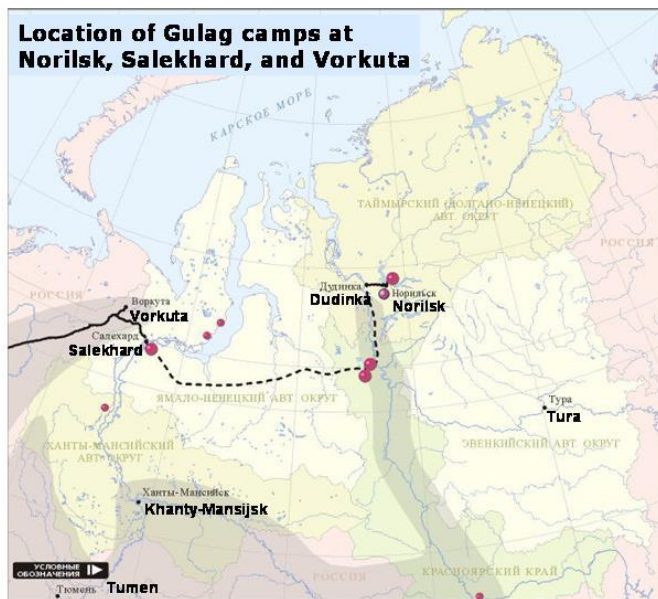 Location of Gulag camps at
Norilsk, Salekhard, and Vorkuta
КАРСКОЕ МОРЕ
ТАЙМЫРСКИЙ (ДОЛГАНО-НЕНЕЦКИЙ)
АВТ. ОКРУГ
РОССИЯ
РОССИЯ
Дудинка
Dudinka
Норильск
Norilsk
Воркута
Vorkuta
Салехард
Salekhard
ЯМАЛО-НЕНЕЦКИЙ АВТ. ОКРУГ
Тура
Tura
ХАНТЫ-МАНСИЙСКИЙ
АВТ. ОКРУГ
ЭВЕНКИЙСКИЙ АВТ. ОКРУГ
Ханты-Мансийск
Khanty-Mansijsk
УСЛОВНЫЕ
ОБОЗНАЧЕНИЯ
РОССИЯ
КРАСНОЯРСКИЙ КРАЙ
Тюмень Tumen